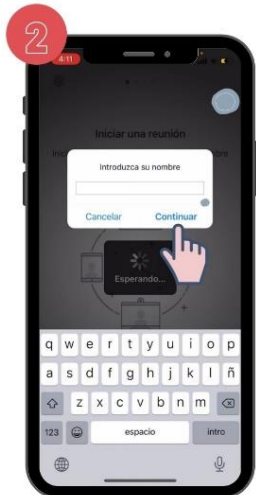 2
4:11
Iniciar una reunión
Introduzca su nombre
Cancelar Continuar
Esperando...
q w e r t y u i o p
a s d f g h j k l ñ
z x c v b n m
123 espacio intro